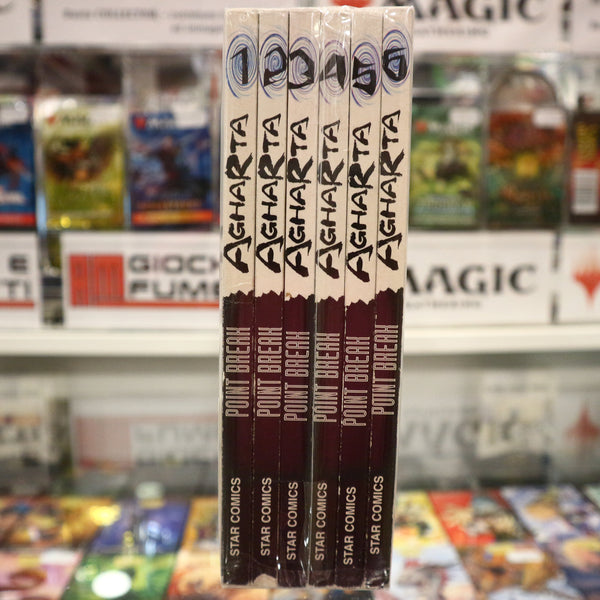 MAGIC
1 2 3 4 5 6
AGHARTA AGHARTA AGHARTA AGHARTA AGHARTA AGHARTA
GIOCHI
FUME
MAGIC
POINT BREAK POINT BREAK POINT BREAK POINT BREAK POINT BREAK POINT BREAK
STAR COMICS STAR COMICS STAR COMICS STAR COMICS STAR COMICS STAR COMICS